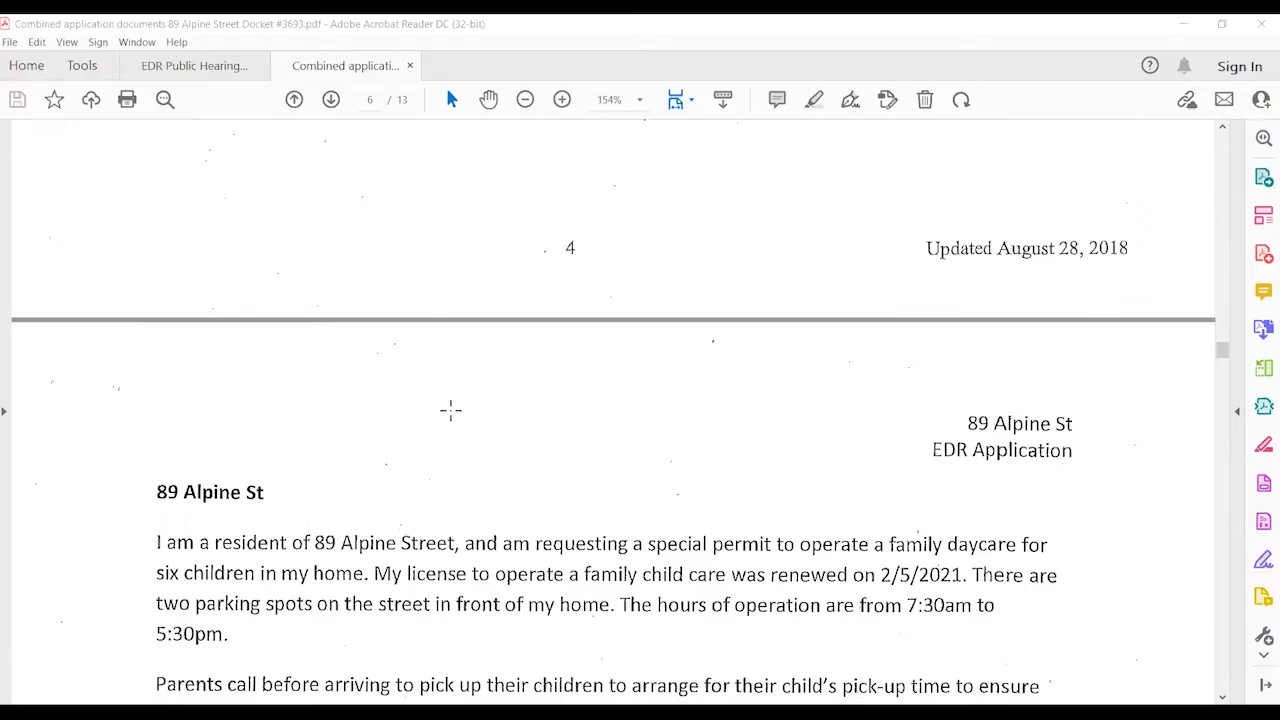 Combined application documents 89 Alpine Street Docket #3693.pdf - Adobe Acrobat Reader DC (32-bit)
File Edit View Sign Window Help
Home Tools EDR Public Hearing... Combined applicati... × Sign In
6 / 13 154%
4 Updated August 28, 2018
89 Alpine St
EDR Application
89 Alpine St
I am a resident of 89 Alpine Street, and am requesting a special permit to operate a family daycare for
six children in my home. My license to operate a family child care was renewed on 2/5/2021. There are
two parking spots on the street in front of my home. The hours of operation are from 7:30am to
5:30pm.
Parents call before arriving to pick up their children to arrange for their child's pick-up time to ensure